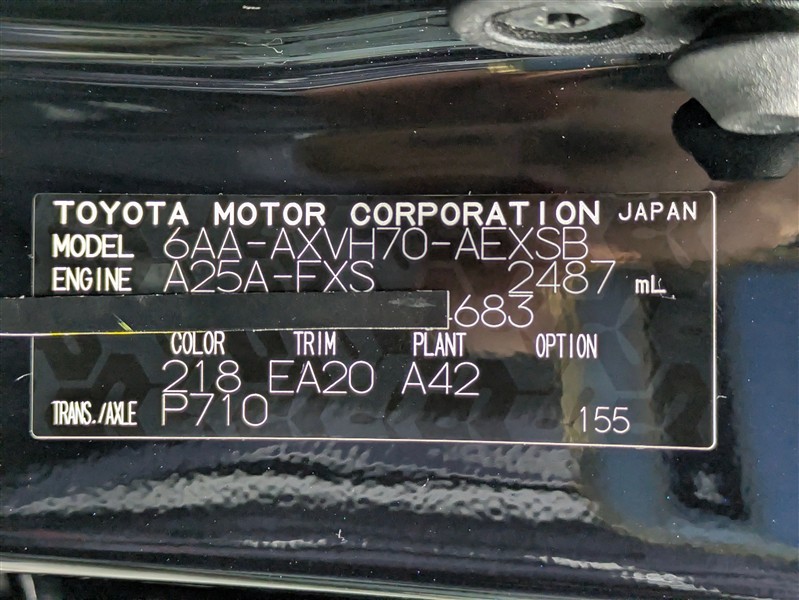 TOYOTA MOTOR CORPORATION JAPAN
MODEL 6AA-AXVH70-AEXSB
ENGINE A25A-FXS 2487 mL
4683
COLOR TRIM PLANT OPTION
218 EA20 A42
TRANS./AXLE P710 155